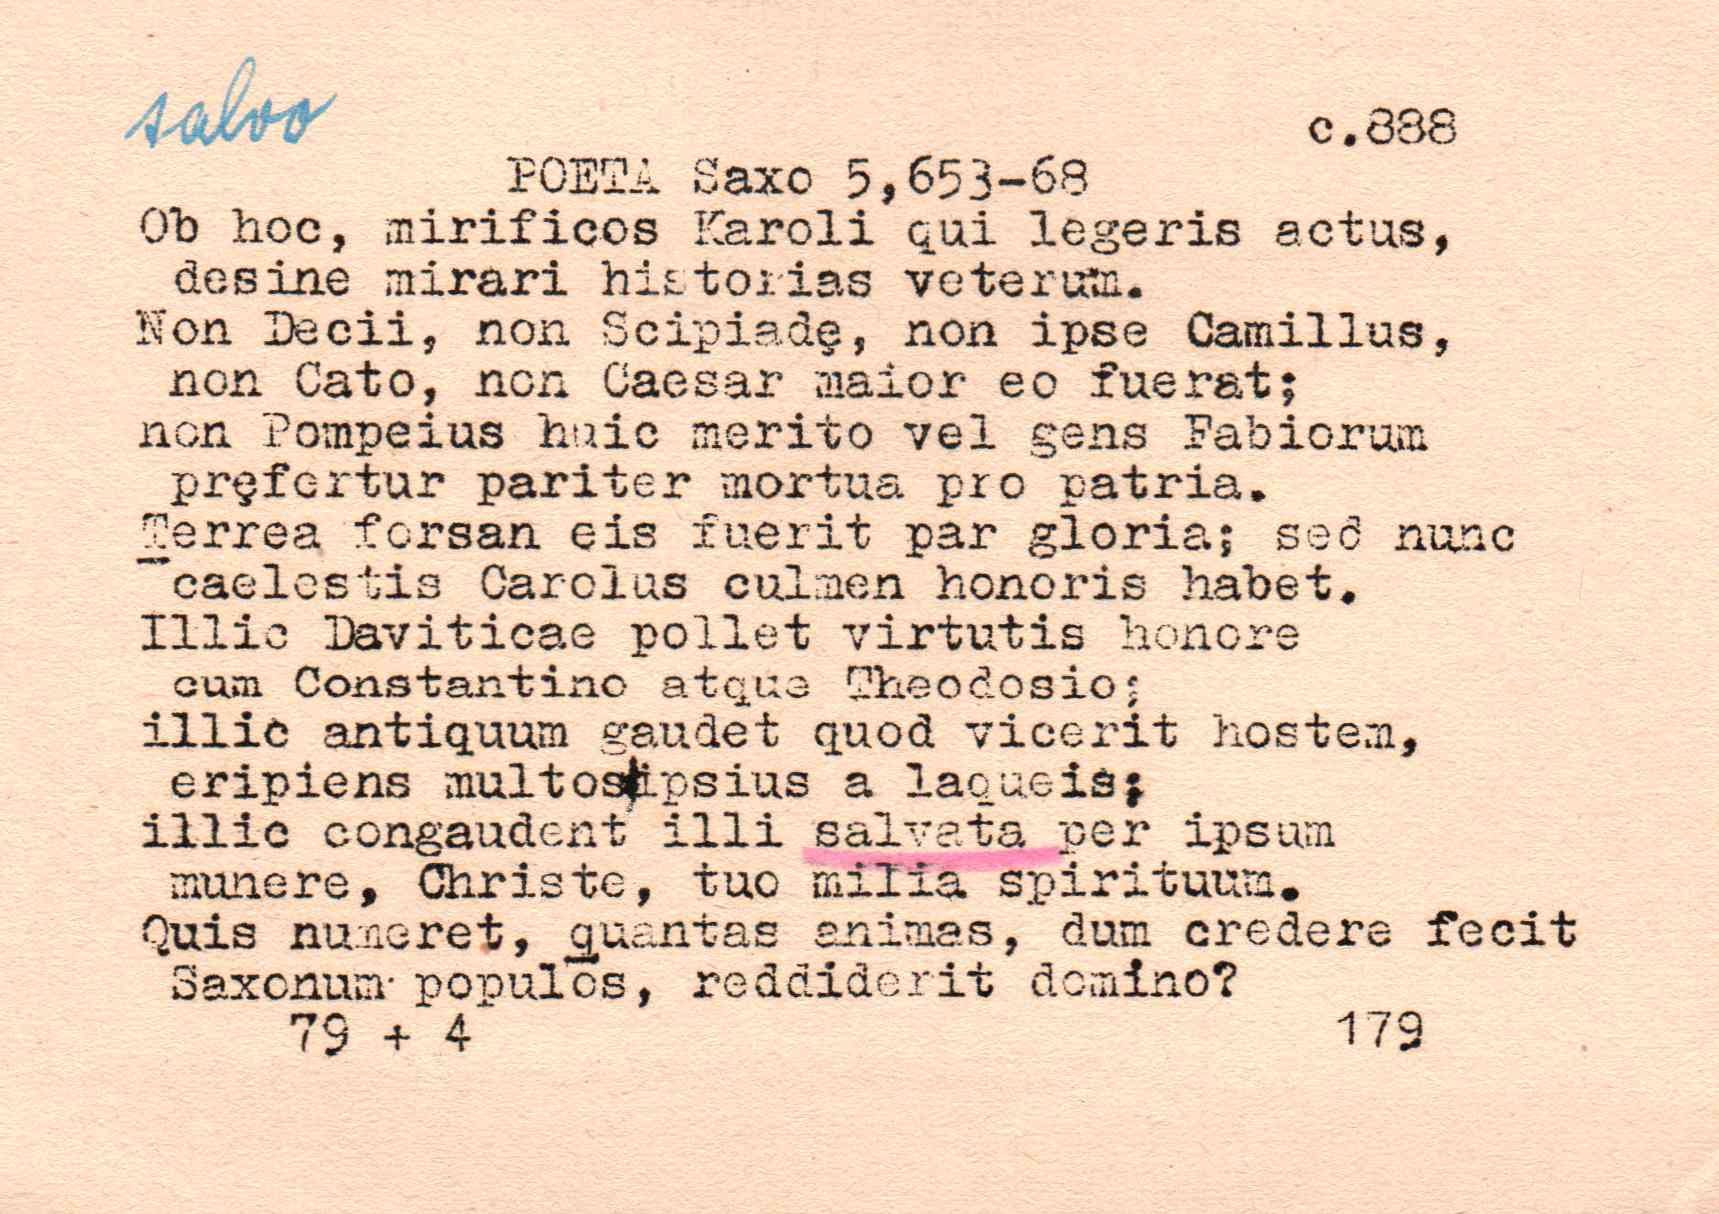 salvo
c.888
POETA Saxo 5,653-68
Ob hoc, mirificos Karoli qui legeris actus,
desine mirari historias veterum.
Non Decii, non Scipiadę, non ipse Camillus,
non Cato, non Caesar maior eo fuerat;
non Pompeius huic merito vel gens Fabiorum
pręfertur pariter mortua pro patria.
Terrea forsan eis fuerit par gloria; sed nunc
caelestis Carolus culmen honoris habet.
Illic Daviticae pollet virtutis honore
cum Constantino atque Theodosio;
illic antiquum gaudet quod vicerit hostem,
eripiens multos ipsius a laqueis;
illic congaudent illi salvata per ipsum
munere, Christe, tuo milia spirituum.
Quis numeret, quantas animas, dum credere fecit
Saxonum populos, reddiderit domino?
79 + 4 179